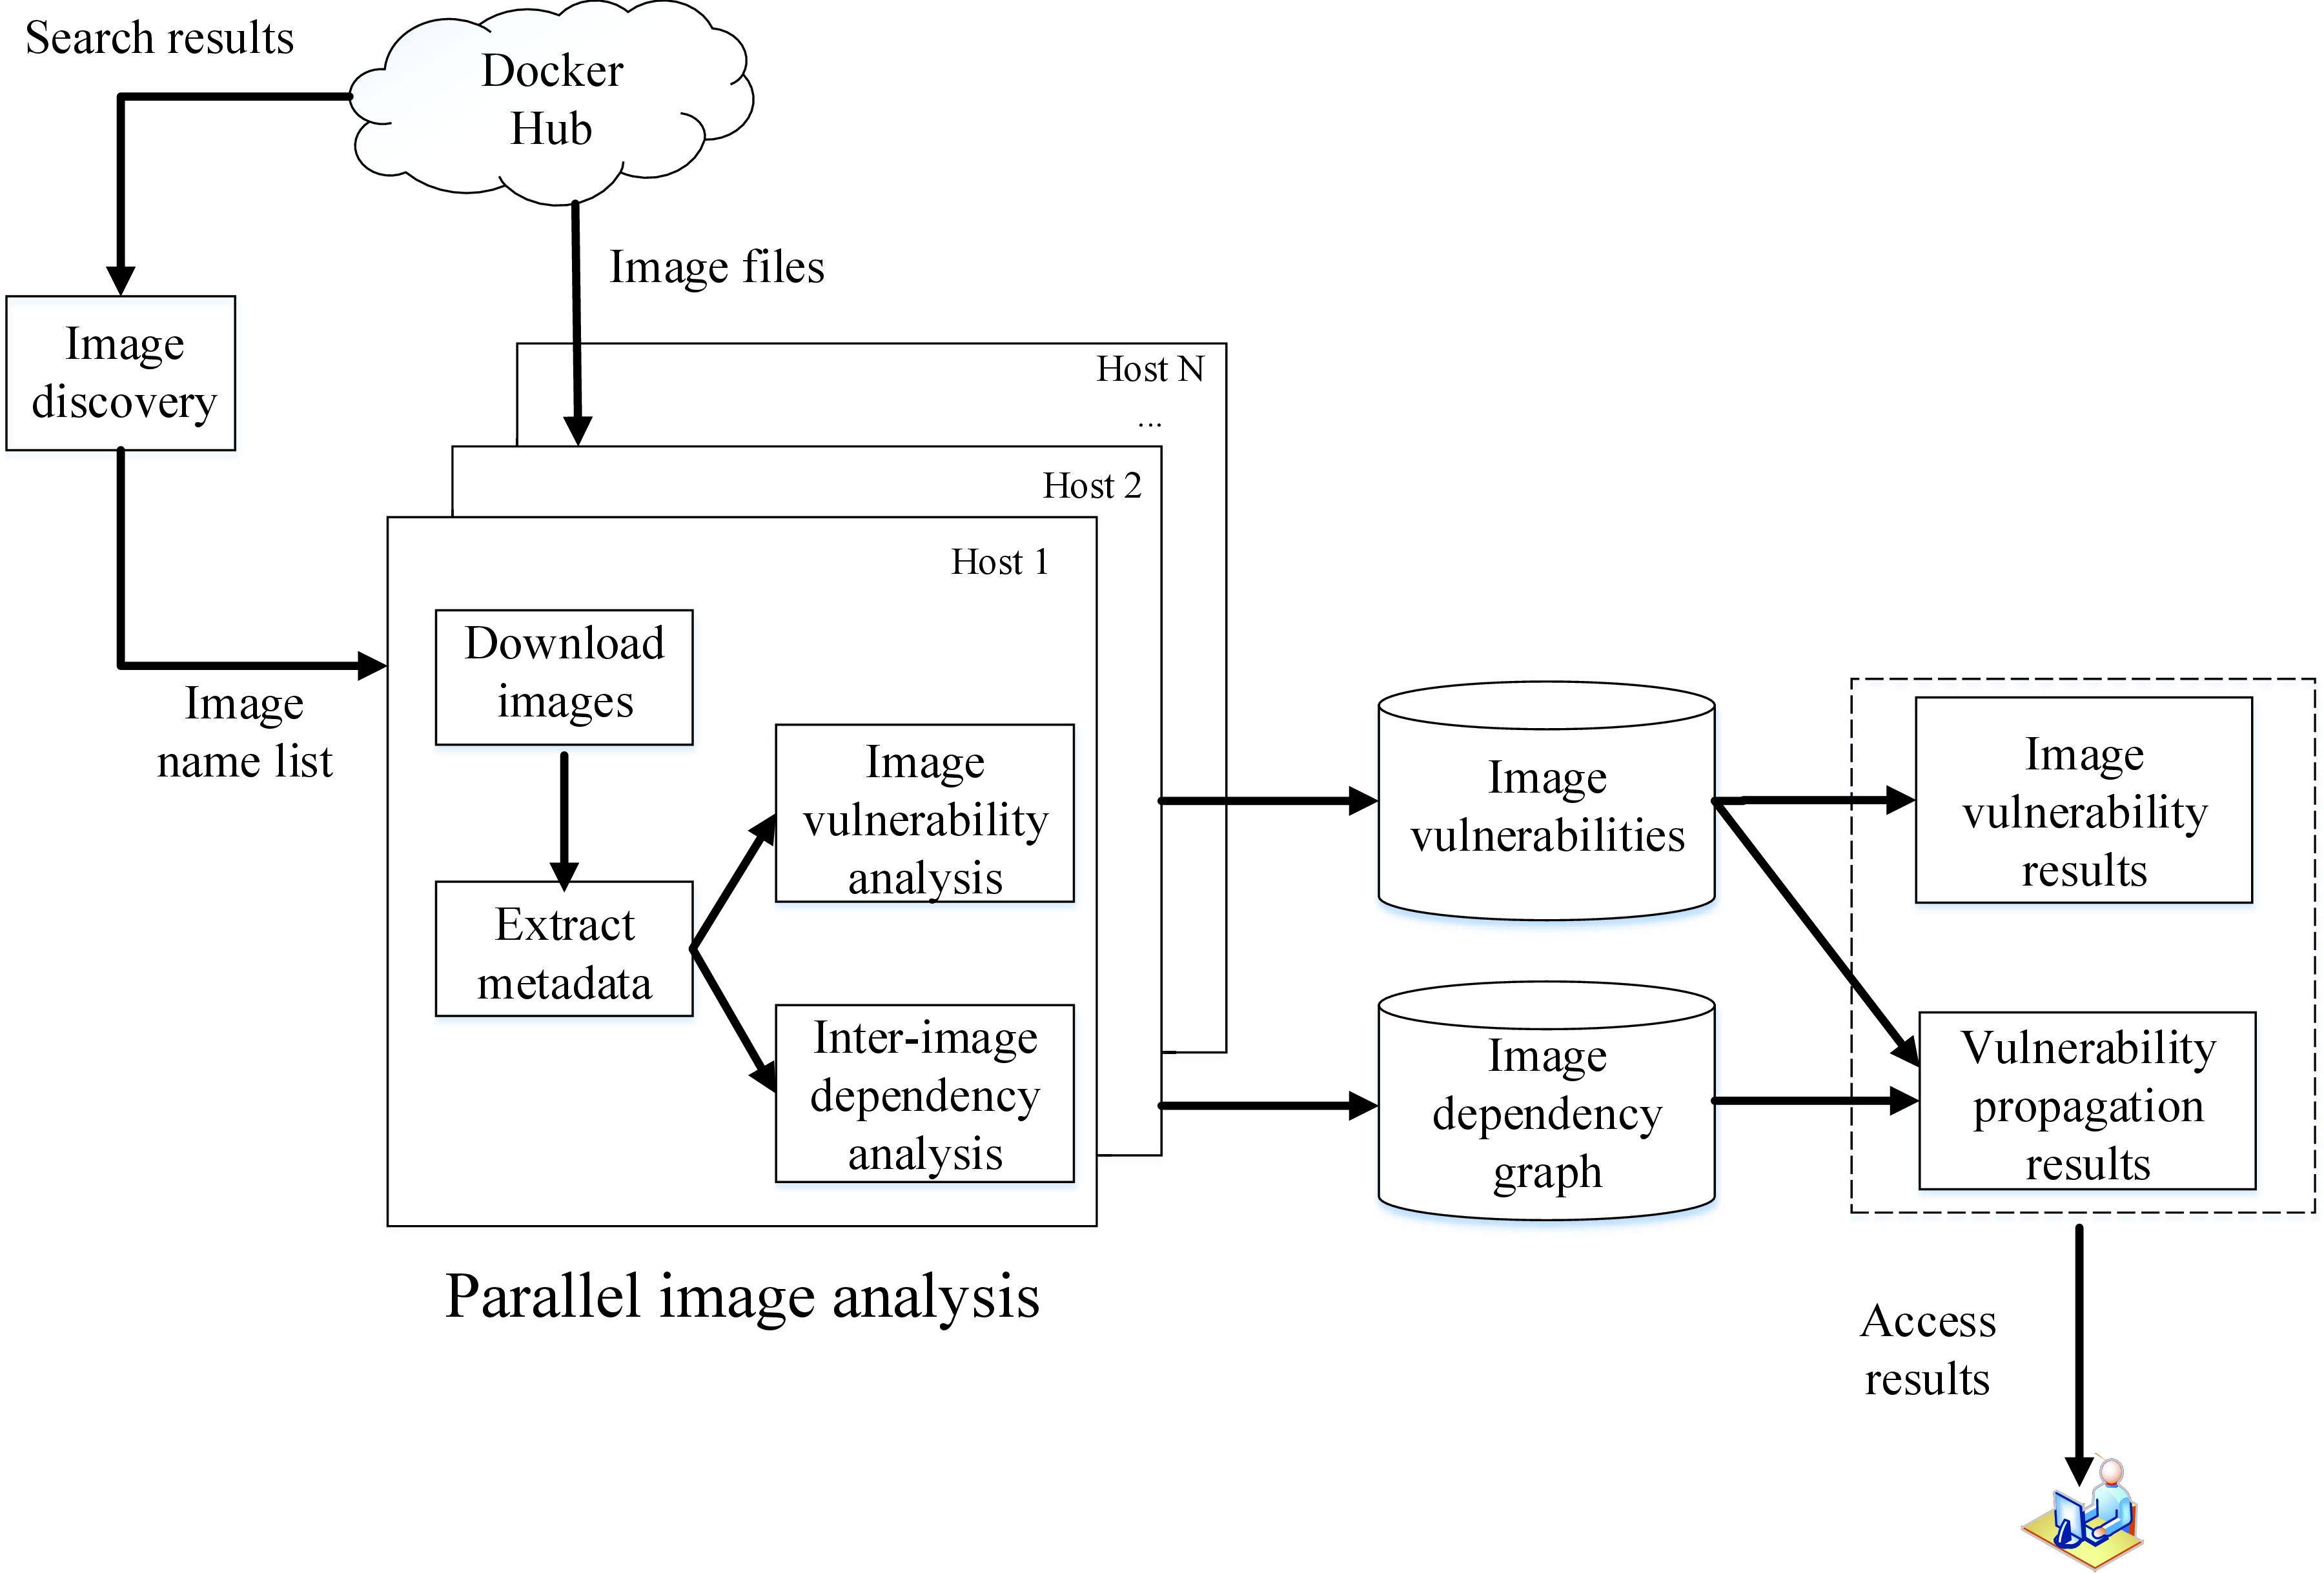 Search results
Docker
Hub
Image files
Image
discovery
Host N
...
Host 2
Host 1
Download
images
Image
name list
Extract
metadata
Image
vulnerability
analysis
Inter-image
dependency
analysis
Parallel image analysis
Image
vulnerabilities
Image
dependency
graph
Image
vulnerability
results
Vulnerability
propagation
results
Access
results